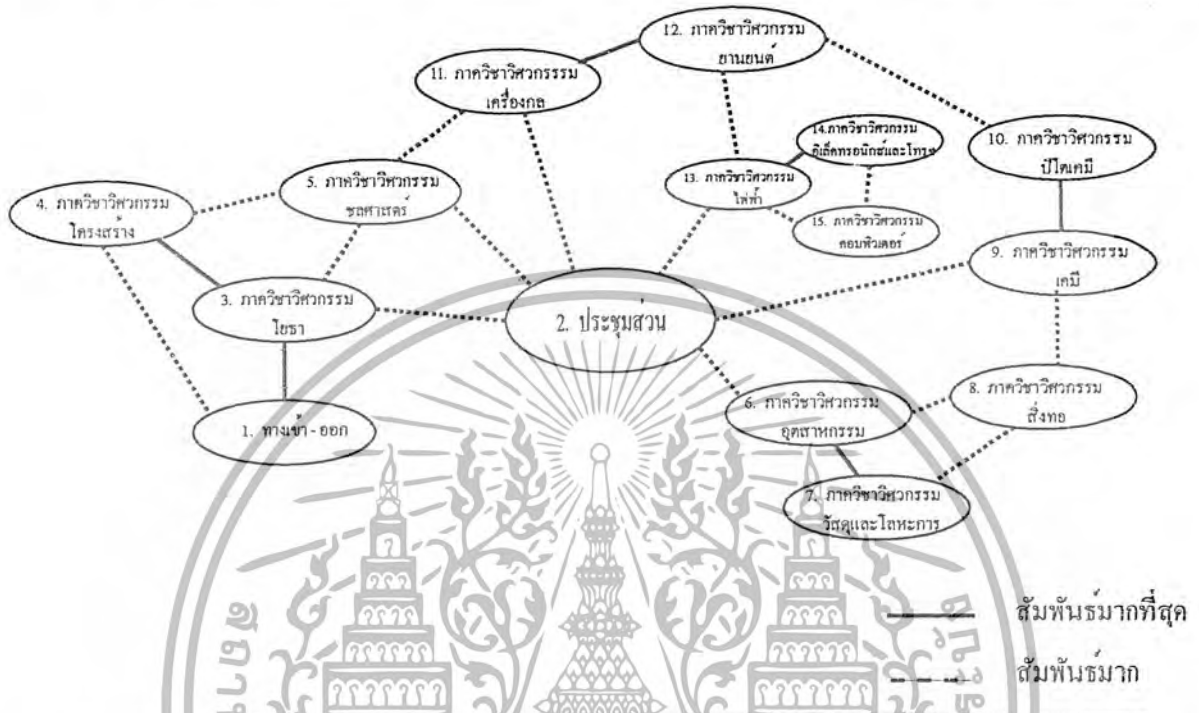 12. ภาควิชาวิศวกรรม
ยานยนต์
11. ภาควิชาวิศวกรรรม
เครื่องกล
14.ภาควิชาวิศวกรรม
อิเล็คทรอนิกส์และโทรฯ
10. ภาควิชาวิศวกรรม
ปิโตเคมี
5. ภาควิชาวิศวกรรม
ชลศาสตร์
13. ภาควิชาวิศวกรรม
ไฟฟ้า
4. ภาควิชาวิศวกรรม
โครงสร้าง
15. ภาควิชาวิศวกรรม
คอมพิวเตอร์
9. ภาควิชาวิศวกรรม
เคมี
3. ภาควิชาวิศวกรรม
โยธา
2. ประชุมส่วน
8. ภาควิชาวิศวกรรม
สิ่งทอ
6. ภาควิชาวิศวกรรม
อุตสาหกรรม
1. ทางเข้า - ออก
7. ภาควิชาวิศวกรรม
วัสดุและโลหะการ
สัมพันธ์มากที่สุด
สัมพันธ์มาก